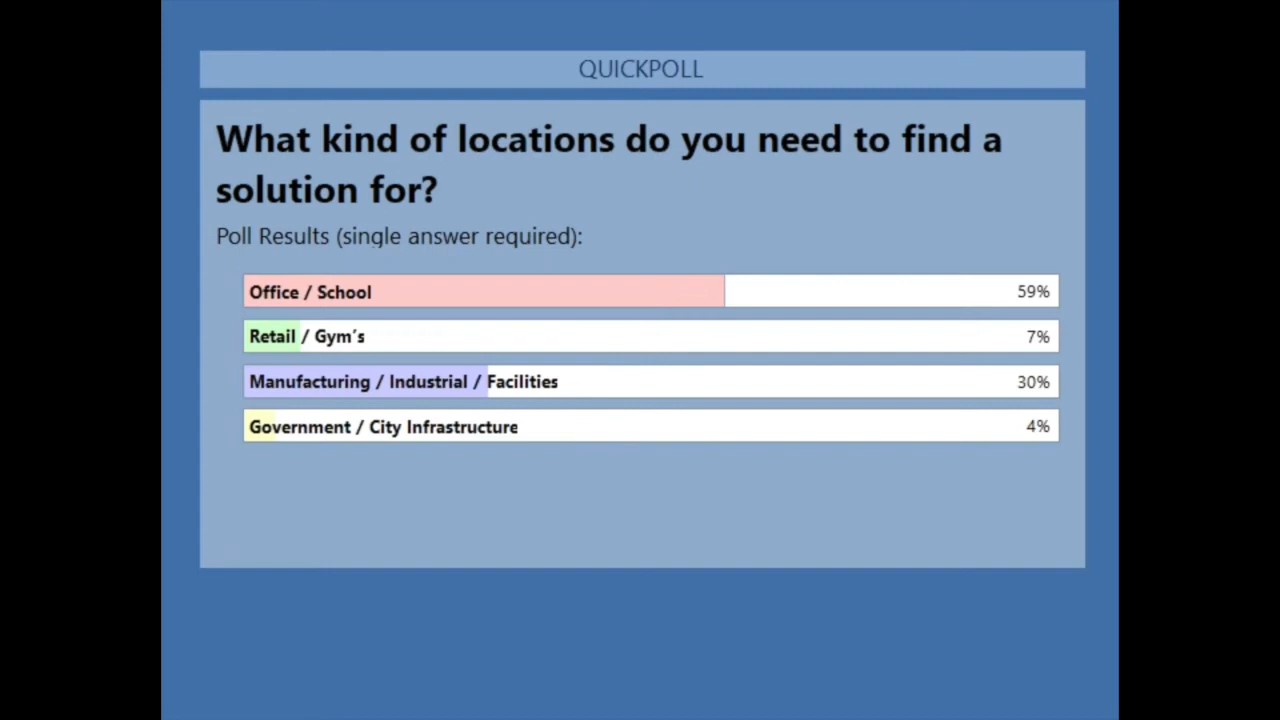 QUICKPOLL
What kind of locations do you need to find a
solution for?
Poll Results (single answer required):
Office / School 59%
Retail / Gym's 7%
Manufacturing / Industrial / Facilities 30%
Government / City Infrastructure 4%